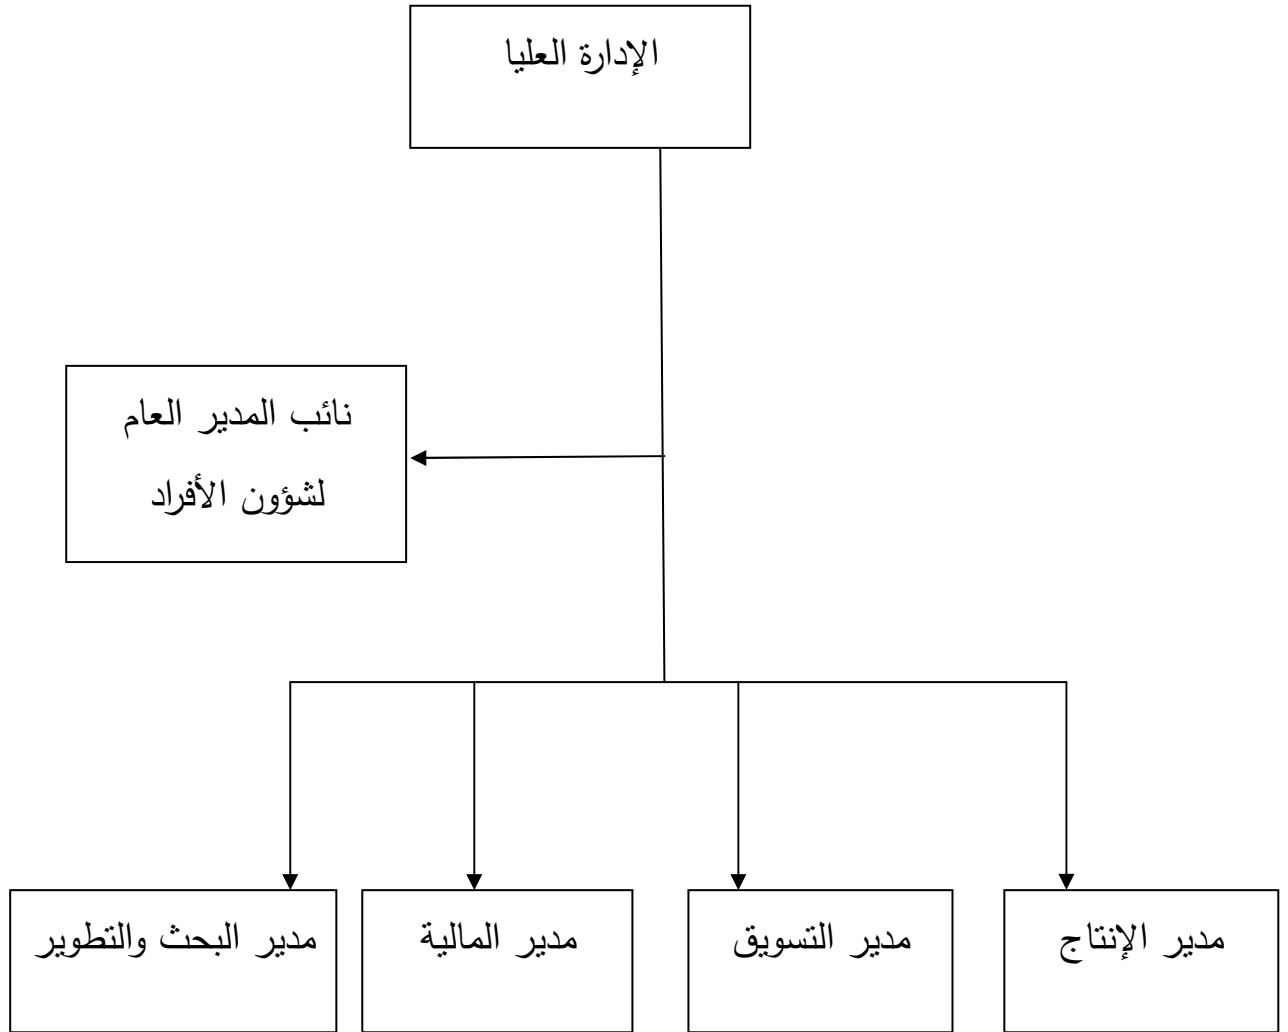 الإدارة العليا
نائب المدير العام
لشؤون الأفراد
مدير الإنتاج
مدير التسويق
مدير المالية
مدير البحث والتطوير